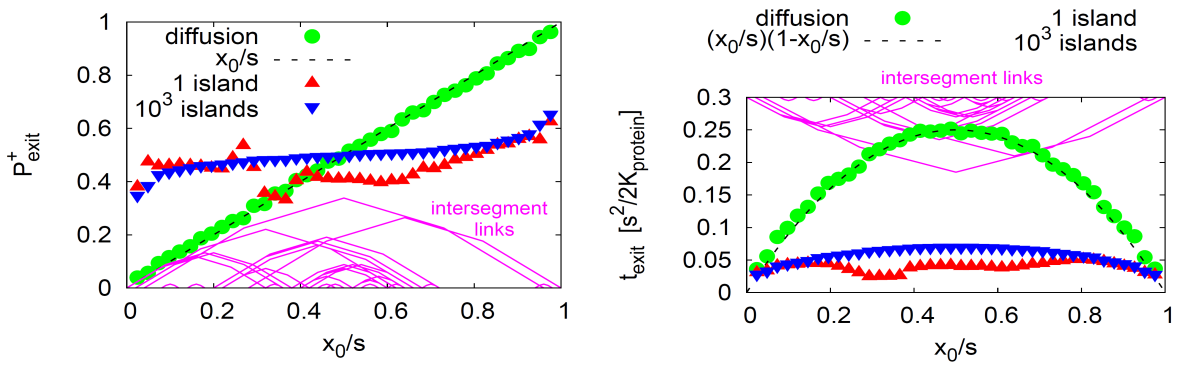 diffusion
x0/s
1 island
10^3 islands
1
0.8
0.6
0.4
0.2
0
P+exit
intersegment
links
0 0.2 0.4 0.6 0.8 1
x0/s
diffusion 1 island
(x0/s)(1-x0/s) 10^3 islands
intersegment links
0.3
0.25
0.2
0.15
0.1
0.05
0
texit [s^2/2Kprotein]
0 0.2 0.4 0.6 0.8 1
x0/s